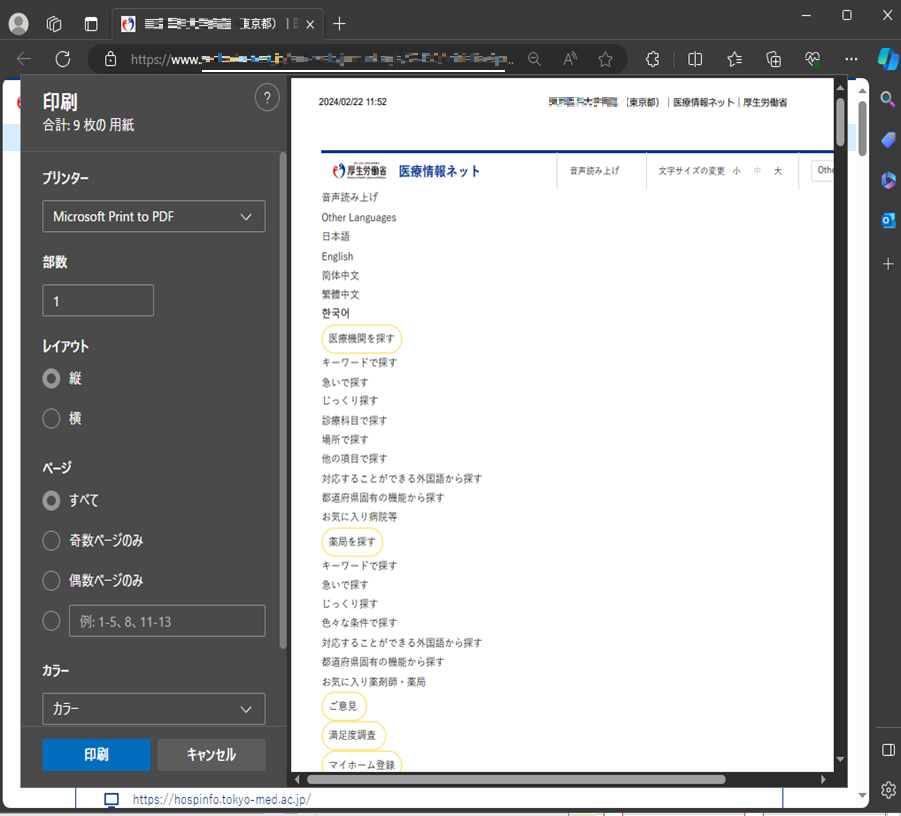 東京都）
https://www.
印刷
合計: 9 枚の 用紙
?
プリンター
Microsoft Print to PDF
部数
1
レイアウト
縦
横
ページ
すべて
奇数ページのみ
偶数ページのみ
例: 1-5、8、11-13
カラー
カラー
印刷
キャンセル
2024/02/22 11:52
（東京都）｜医療情報ネット｜厚生労働省
厚生労働省
医療情報ネット
音声読み上げ
文字サイズの変更 小 中 大
Othe
音声読み上げ
Other Languages
日本語
English
简体中文
繁體中文
한국어
医療機関を探す
キーワードで探す
急いで探す
じっくり探す
診療科目で探す
場所で探す
他の項目で探す
対応することができる外国語から探す
都道府県固有の機能から探す
お気に入り病院等
薬局を探す
キーワードで探す
急いで探す
じっくり探す
色々な条件で探す
対応することができる外国語から探す
都道府県固有の機能から探す
お気に入り薬剤師・薬局
ご意見
満足度調査
マイホーム登録
https://hospinfo.tokyo-med.ac.jp/